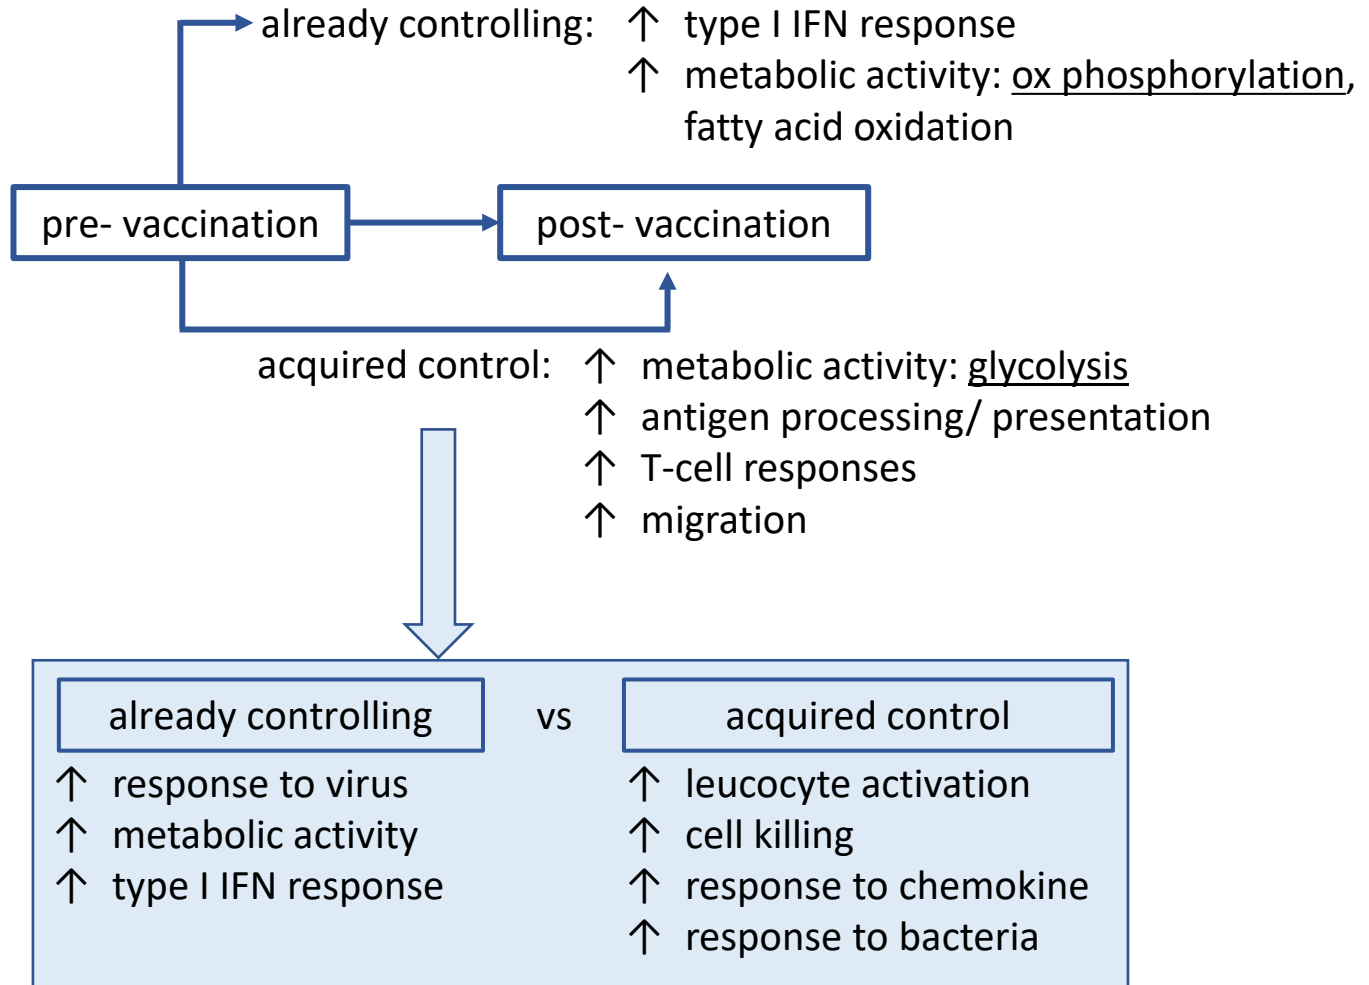 already controlling: ↑ type I IFN response
↑ metabolic activity: ox phosphorylation,
fatty acid oxidation
pre- vaccination
post- vaccination
acquired control: ↑ metabolic activity: glycolysis
↑ antigen processing/ presentation
↑ T-cell responses
↑ migration
already controlling vs acquired control
↑ response to virus
↑ metabolic activity
↑ type I IFN response
↑ leucocyte activation
↑ cell killing
↑ response to chemokine
↑ response to bacteria